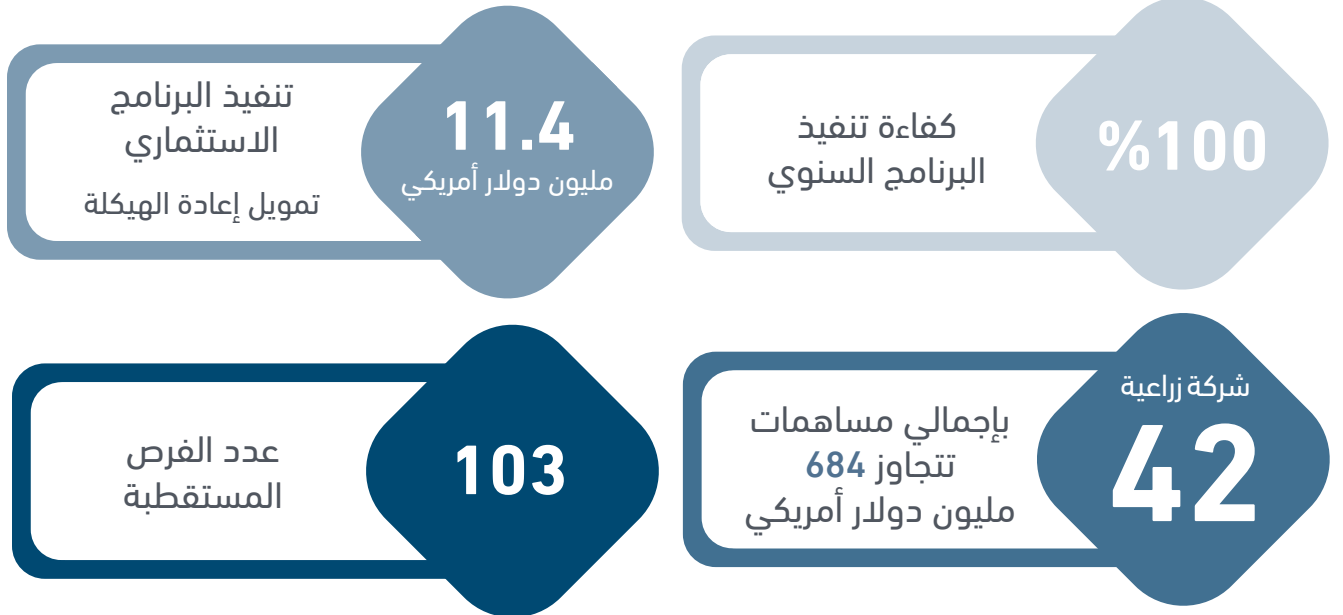 %100
كفاءة تنفيذ
البرنامج السنوي
11.4
مليون دولار أمريكي
تنفيذ البرنامج
الاستثماري
تمويل إعادة الهيكلة
شركة زراعية
42
بإجمالي مساهمات
تتجاوز 684
مليون دولار أمريكي
103
عدد الفرص
المستقطبة